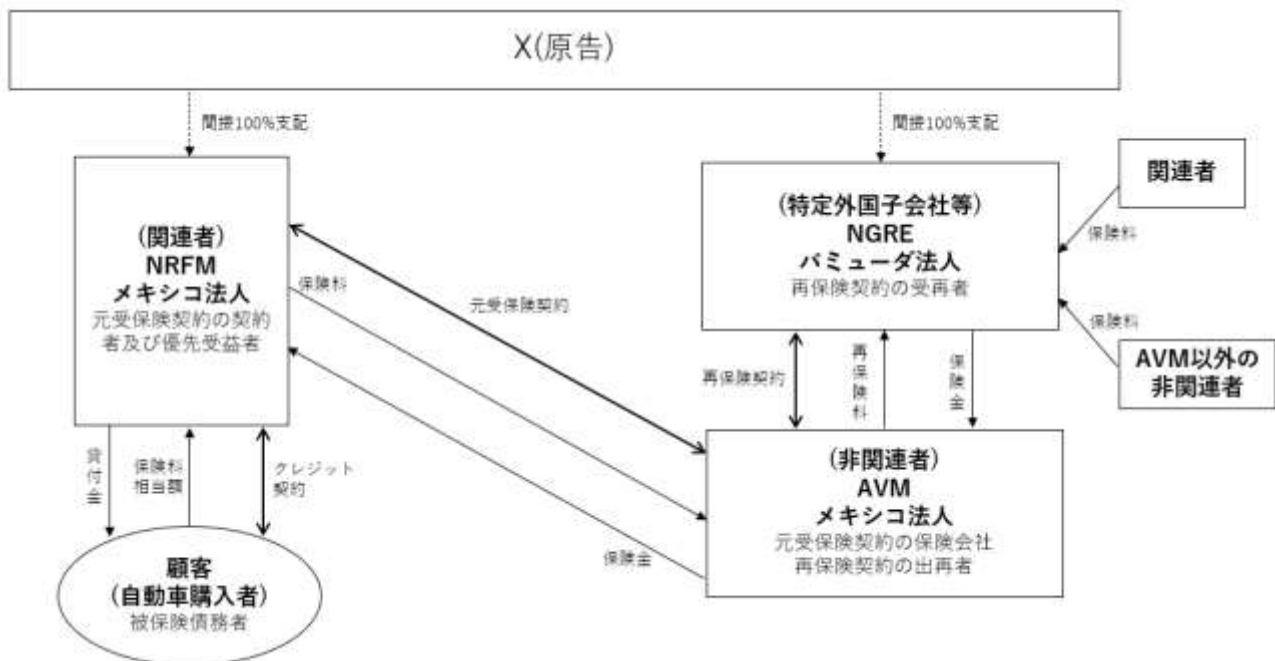 X(原告)
間接100%支配
間接100%支配
(関連者)
NRFM
メキシコ法人
元受保険契約の契約
者及び優先受益者
保険料
元受保険契約
(特定外国子会社等)
NGRE
バミューダ法人
再保険契約の受再者
関連者
保険料
保険料
AVM以外の
非関連者
再保険契約
再保険料
保険金
貸付金
保険料
相当額
クレジット
契約
保険金
(非関連者)
AVM
メキシコ法人
元受保険契約の保険会社
再保険契約の出再者
顧客
(自動車購入者)
被保険債務者